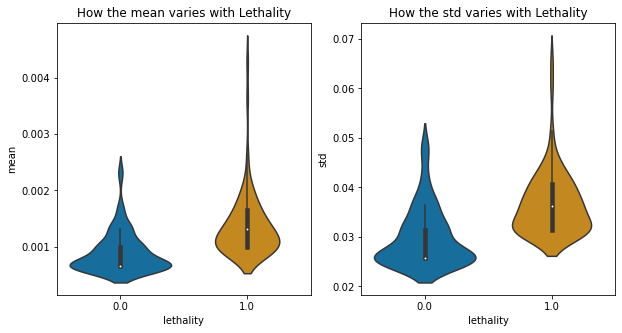 How the mean varies with Lethality
0.004
0.003
0.002
0.001
mean
0.0
1.0
lethality
How the std varies with Lethality
0.07
0.06
0.05
0.04
0.03
0.02
std
0.0
1.0
lethality